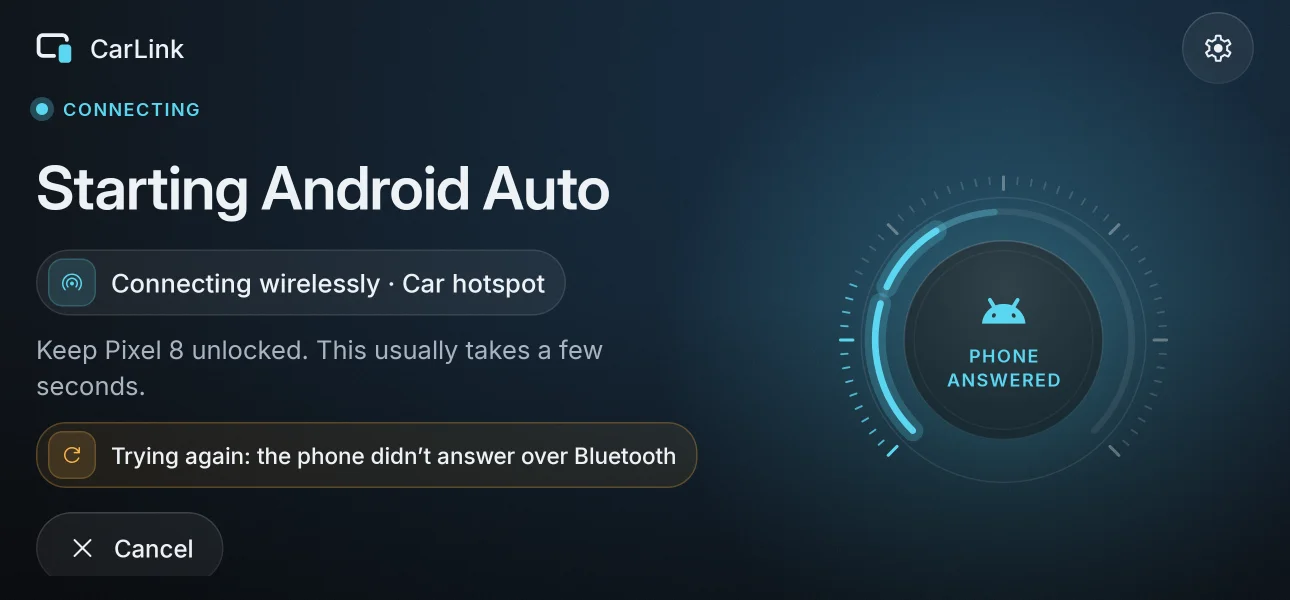 CarLink
CONNECTING
Starting Android Auto
Connecting wirelessly · Car hotspot
Keep Pixel 8 unlocked. This usually takes a few
seconds.
Trying again: the phone didn’t answer over Bluetooth
Cancel
PHONE
ANSWERED